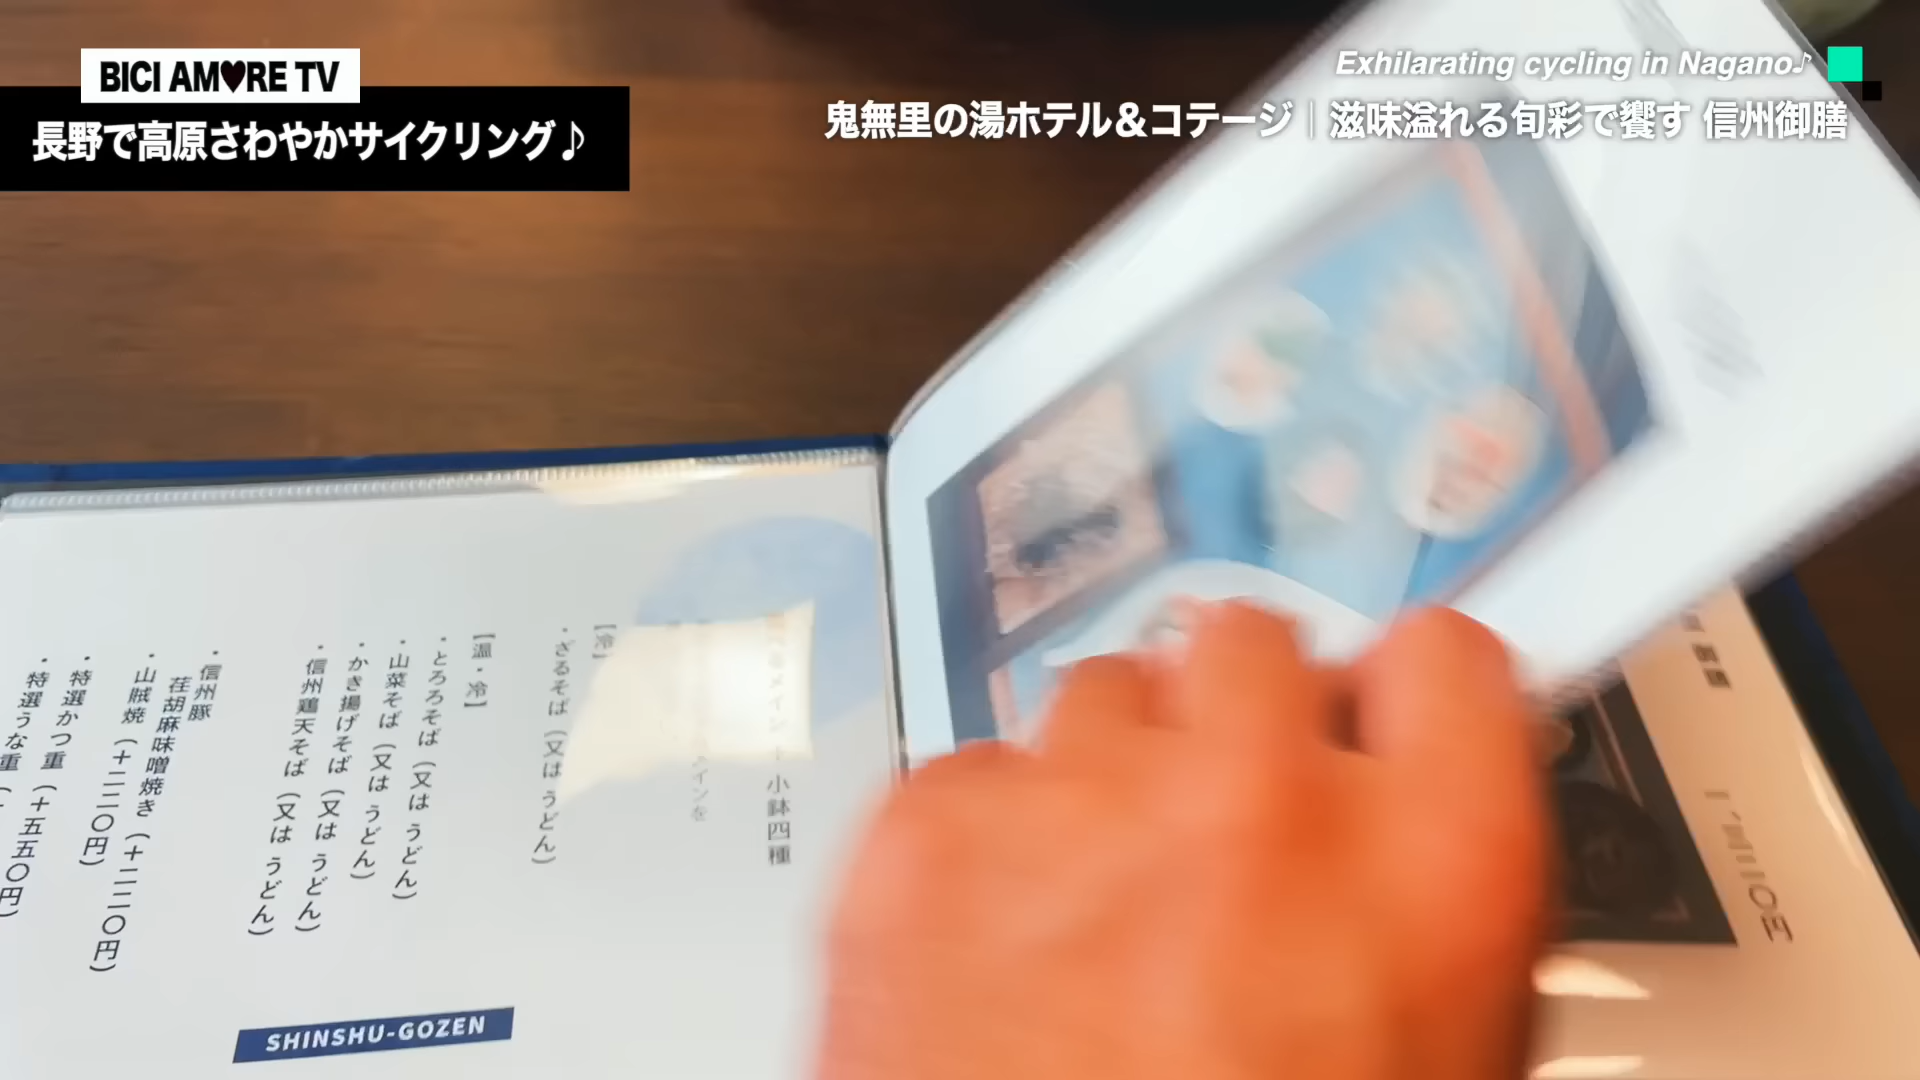 BICI AM♥RE TV
長野で高原さわやかサイクリング♪
Exhilarating cycling in Nagano♪
鬼無里の湯ホテル&コテージ|滋味溢れる旬彩で饗す 信州御膳
小鉢四種
インを
【冷】
・ざるそば（又は うどん）
【温・冷】
・とろろそば（又は うどん）
・山菜そば（又は うどん）
・かき揚げそば（又は うどん）
・信州鶏天そば（又は うどん）
・信州豚
荏胡麻味噌焼き（＋二二〇円）
・山賊焼（＋二二〇円）
・特選かつ重（＋五五〇円）
・特選うな重（
SHINSHU-GOZEN